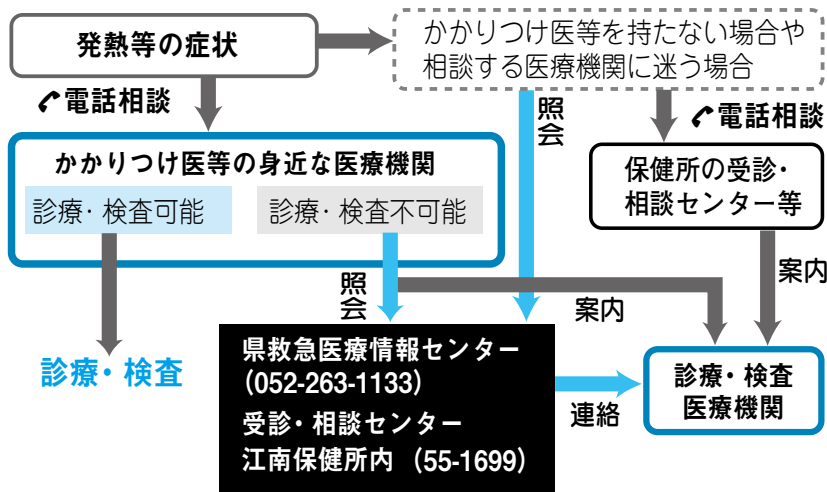 発熱等の症状
かかりつけ医等を持たない場合や
相談する医療機関に迷う場合
電話相談
照会
電話相談
かかりつけ医等の身近な医療機関
診療・検査可能
診療・検査不可能
保健所の受診・
相談センター等
照会
案内
案内
診療・検査
県救急医療情報センター
(052-263-1133)
受診・相談センター
江南保健所内 (55-1699)
連絡
診療・検査
医療機関